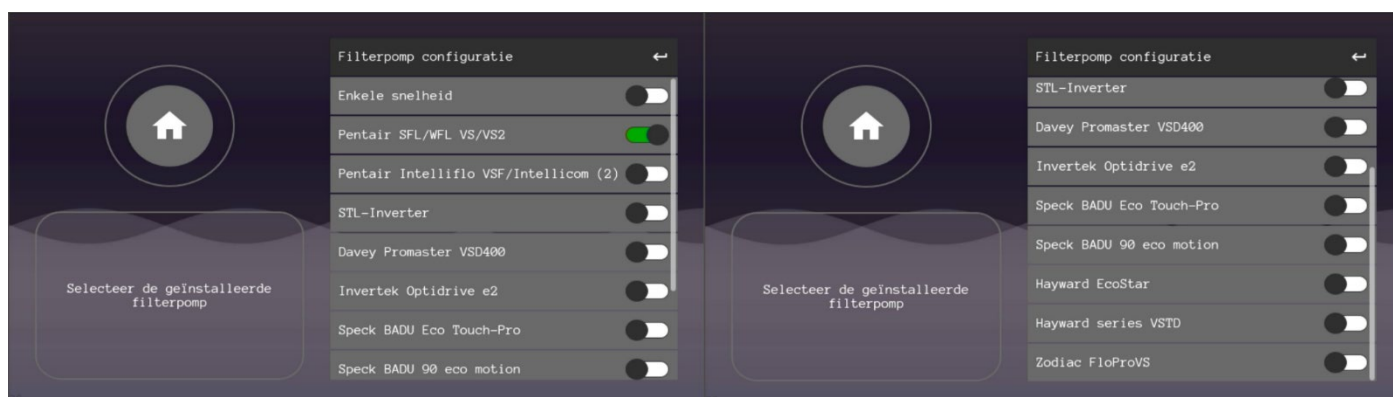 Filterpomp configuratie
Enkele snelheid
Pentair SFL/WFL VS/VS2
Pentair Intelliflo VSF/Intellicom (2)
STL-Inverter
Davey Promaster VSD400
Invertek Optidrive e2
Speck BADU Eco Touch-Pro
Speck BADU 90 eco motion
Selecteer de geïnstalleerde
filterpomp
Filterpomp configuratie
STL-Inverter
Davey Promaster VSD400
Invertek Optidrive e2
Speck BADU Eco Touch-Pro
Speck BADU 90 eco motion
Hayward EcoStar
Hayward series VSTD
Zodiac FloProVS
Selecteer de geïnstalleerde
filterpomp